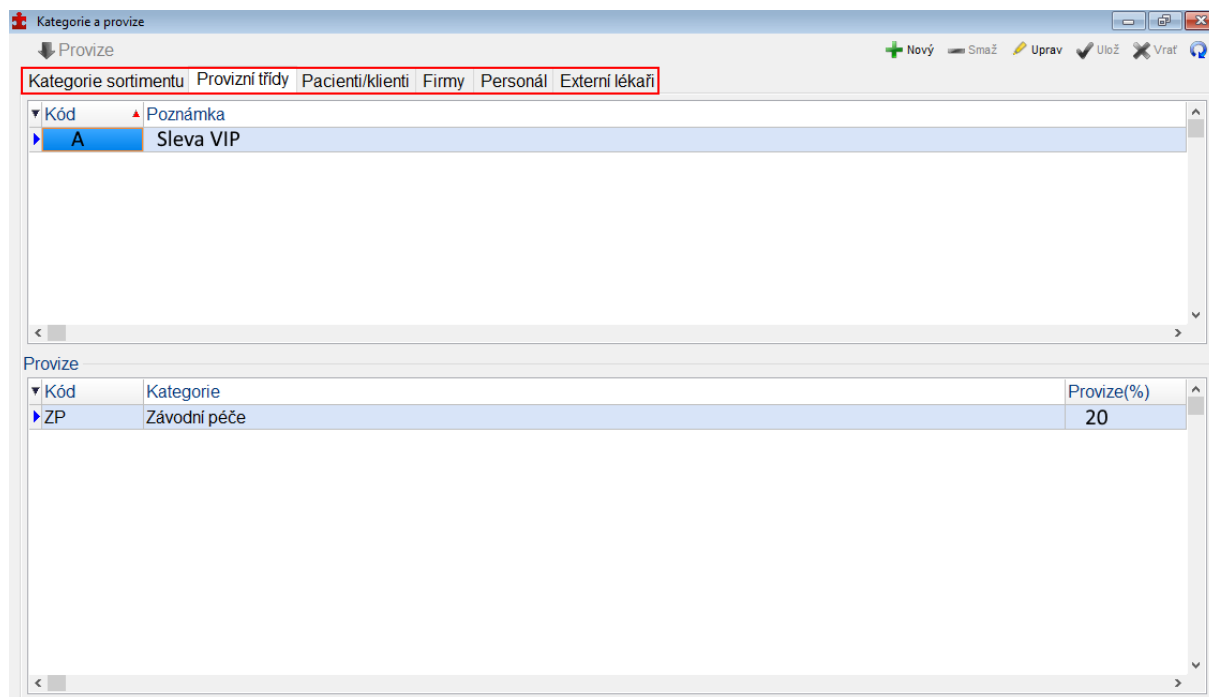 Kategorie a provize
Provize Nový Smaž Uprav Ulož Vrať
Kategorie sortimentu Provizní třídy Pacienti/klienti Firmy Personál Externí lékaři
Kód Poznámka
A Sleva VIP
Provize
Kód Kategorie Provize(%)
ZP Závodní péče 20